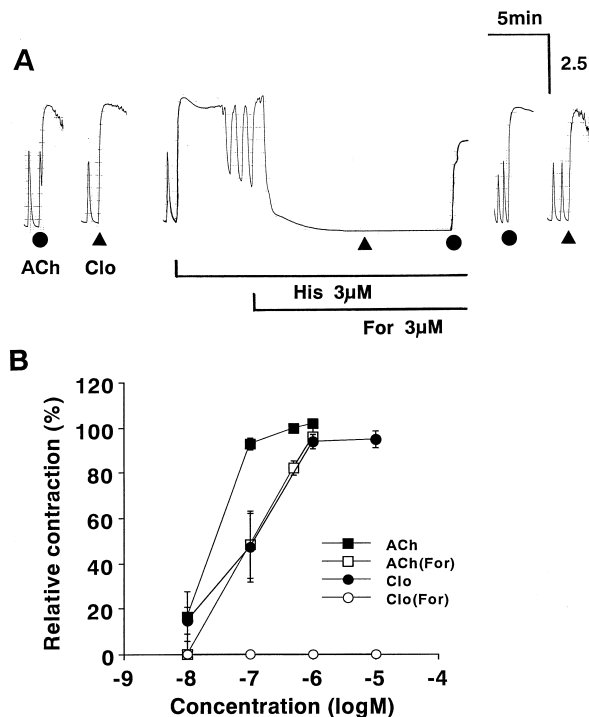 5min
A
2.5
ACh
Clo
His 3µM
For 3µM
B
120
100
80
60
40
20
0
Relative contraction (%)
ACh
ACh(For)
Clo
Clo(For)
-9
-8
-7
-6
-5
-4
Concentration (logM)